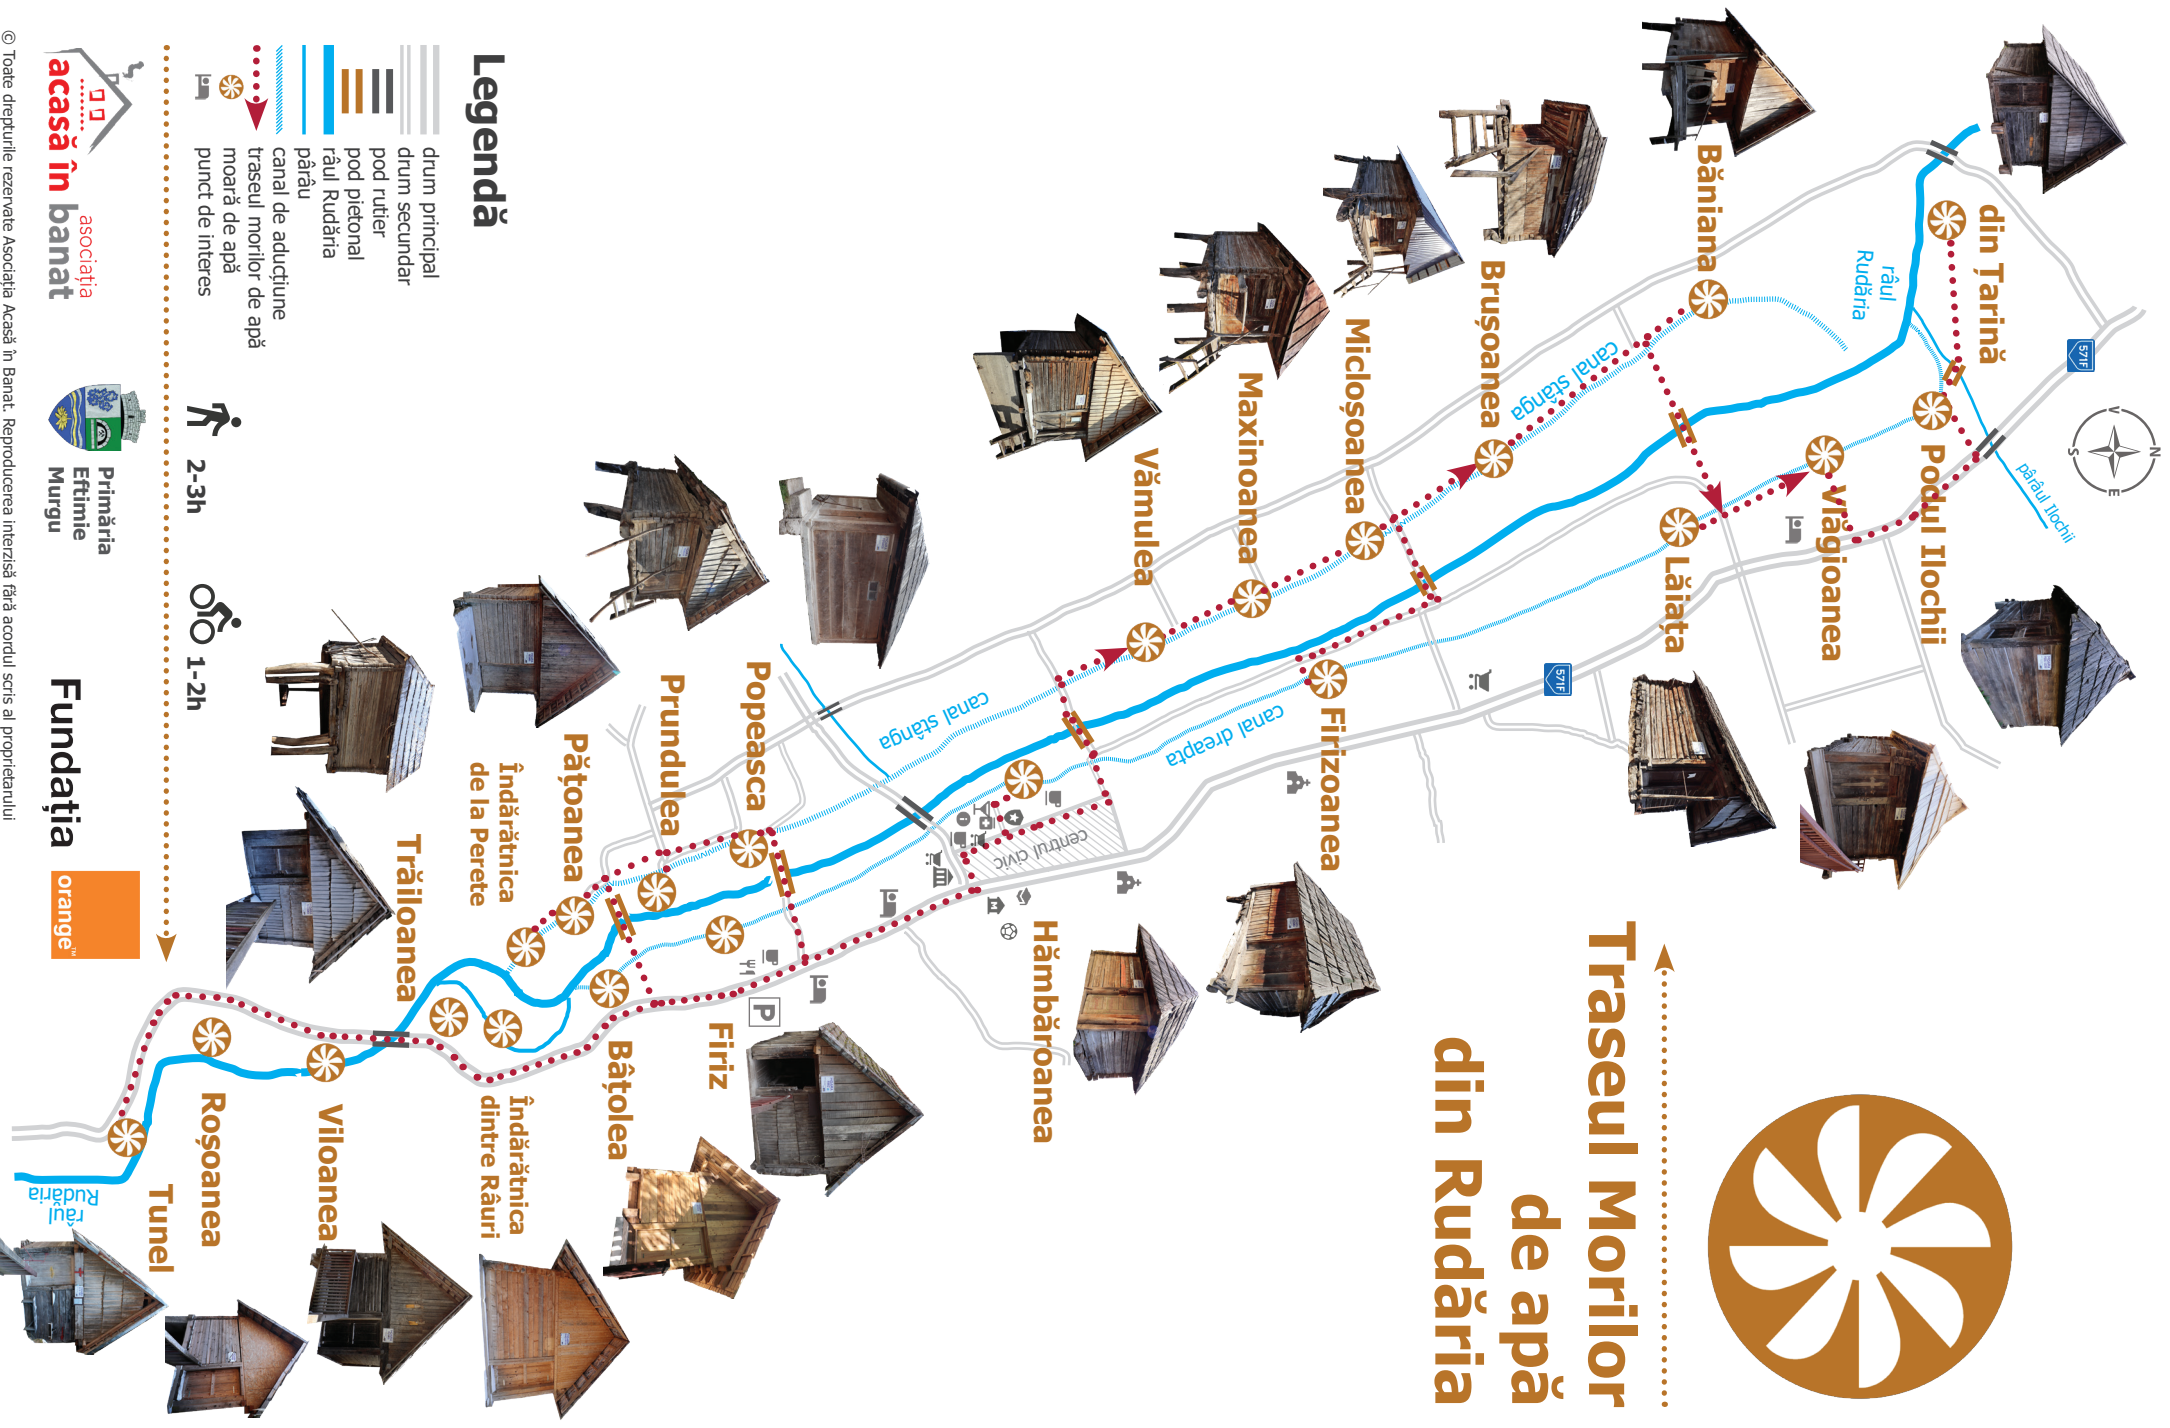 Traseul Morilor
de apă
din Rudăria
Legendă
drum principal
drum secundar
pod rutier
pod pietonal
râul Rudăria
pârâu
canal de aducțiune
traseul morilor de apă
moară de apă
punct de interes
2-3h
1-2h
asociația
acasă în banat
Primăria
Eftimie
Murgu
Fundația
orange™
© Toate drepturile rezervate Asociația Acasă în Banat. Reproducerea interzisă fără acordul scris al proprietarului
din Țarină
Podul Ilochii
Vlăgioanea
Lăiața
Băniana
Brușoanea
Micloșoanea
Maxinoanea
Vămulea
Firizoanea
Hămbăroanea
Popeasca
Prundulea
Pățoanea
Îndărătnica
de la Perete
Trăiloanea
Firiz
Bâțolea
Îndărătnica
dintre Râuri
Viloanea
Roșoanea
Tunel
râul
Rudăria
pârâul Ilochii
canal stânga
canal stânga
canal dreapta
centrul civic
râul
Rudăria
571F
571F
N
E
S
V
P